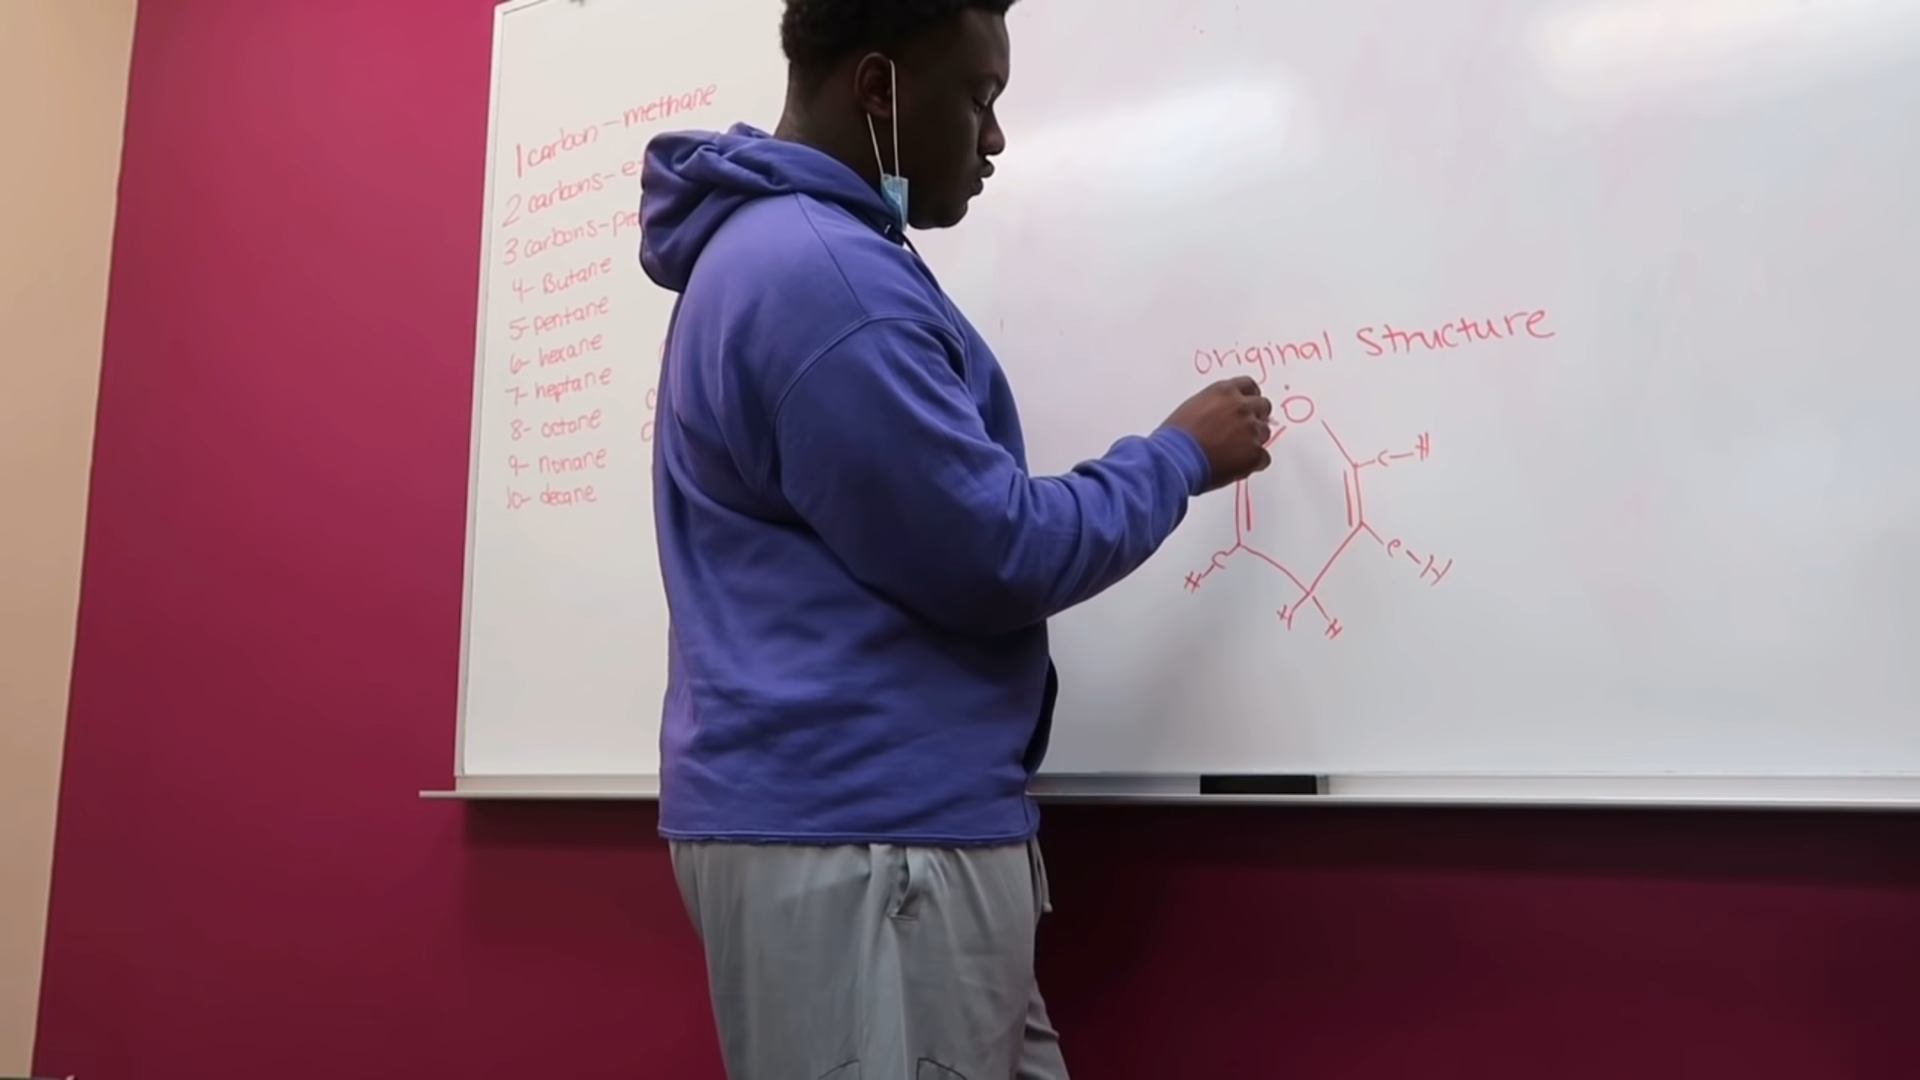 1 carbon - methane
2 carbons - e
3 carbons - pro
4- Butane
5- pentane
6- hexane
7- heptane
8- octane
9- nonane
10- decane
original structure
O
C-H
C-H
H-C
H H